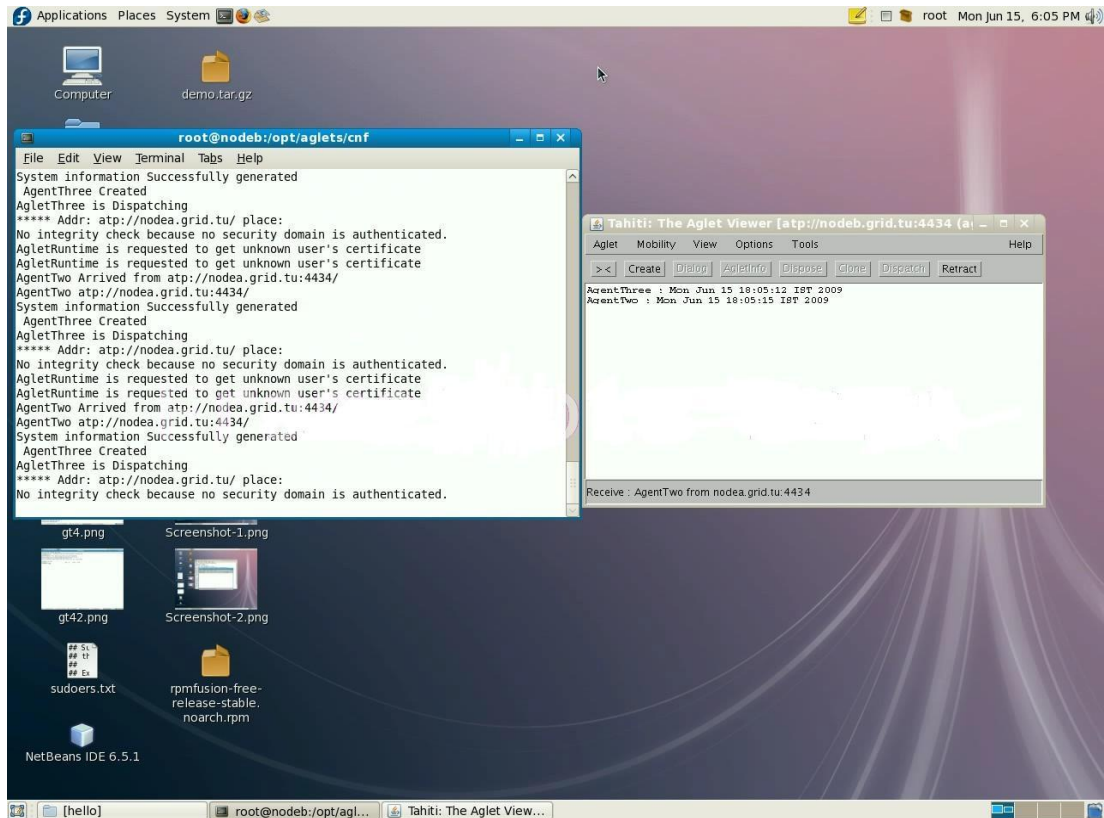 Applications Places System
root Mon Jun 15, 6:05 PM
Computer
demo.tar.gz
root@nodeb:/opt/aglets/cnf
File Edit View Terminal Tabs Help
System information Successfully generated
AgentThree Created
AgletThree is Dispatching
***** Addr: atp://nodea.grid.tu/ place:
No integrity check because no security domain is authenticated.
AgletRuntime is requested to get unknown user's certificate
AgletRuntime is requested to get unknown user's certificate
AgentTwo Arrived from atp://nodea.grid.tu:4434/
AgentTwo atp://nodea.grid.tu:4434/
System information Successfully generated
AgentThree Created
AgletThree is Dispatching
***** Addr: atp://nodea.grid.tu/ place:
No integrity check because no security domain is authenticated.
AgletRuntime is requested to get unknown user's certificate
AgletRuntime is requested to get unknown user's certificate
AgentTwo Arrived from atp://nodea.grid.tu:4434/
AgentTwo atp://nodea.grid.tu:4434/
System information Successfully generated
AgentThree Created
AgletThree is Dispatching
***** Addr: atp://nodea.grid.tu/ place:
No integrity check because no security domain is authenticated.
Tahiti: The Aglet Viewer [atp://nodeb.grid.tu:4434 (a
Aglet Mobility View Options Tools Help
> < Create Dialog AgletInfo Dispose Clone Dispatch Retract
AgentThree : Mon Jun 15 18:05:12 IST 2009
AgentTwo : Mon Jun 15 18:05:15 IST 2009
Receive : AgentTwo from nodea.grid.tu:4434
gt4.png
Screenshot-1.png
gt42.png
Screenshot-2.png
## Su
## th
##
## Ex
sudoers.txt
rpmfusion-free-
release-stable.
noarch.rpm
NetBeans IDE 6.5.1
[hello]
root@nodeb:/opt/agl...
Tahiti: The Aglet View...